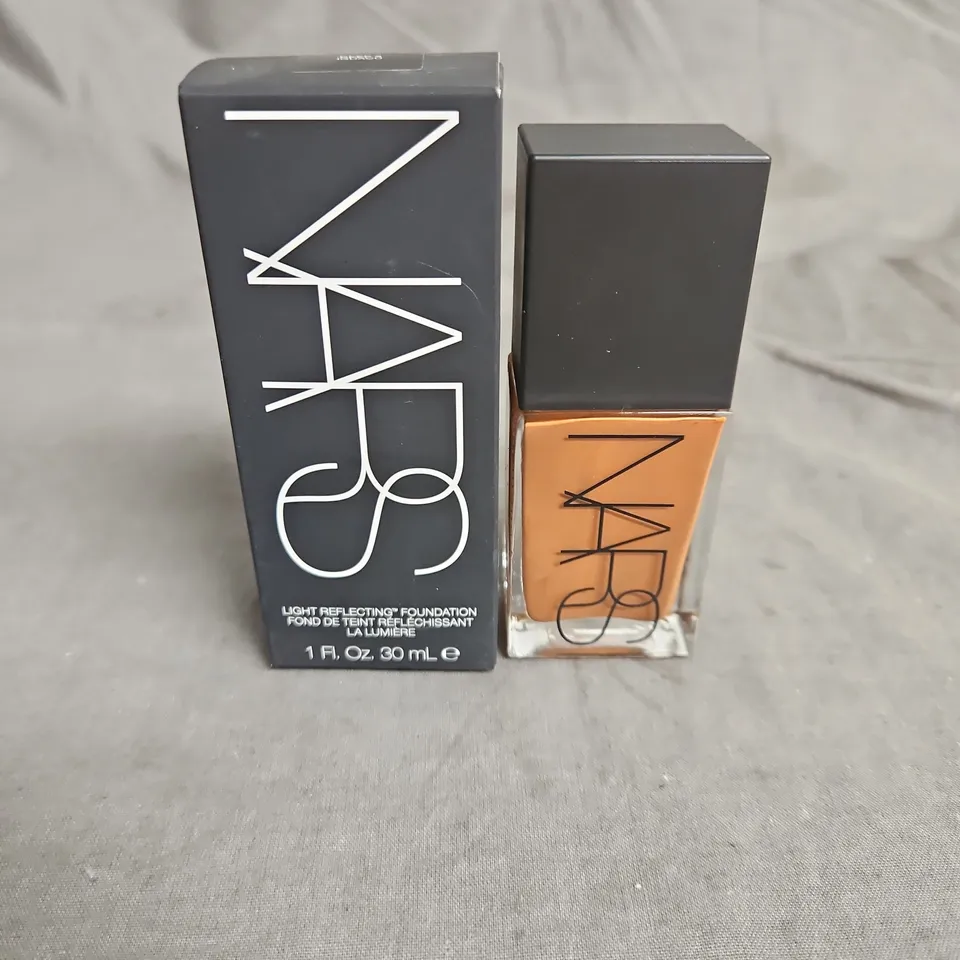 NARS
LIGHT REFLECTING™ FOUNDATION
FOND DE TEINT RÉFLÉCHISSANT
LA LUMIÈRE
1 Fl. Oz. 30 mL ℮
NARS